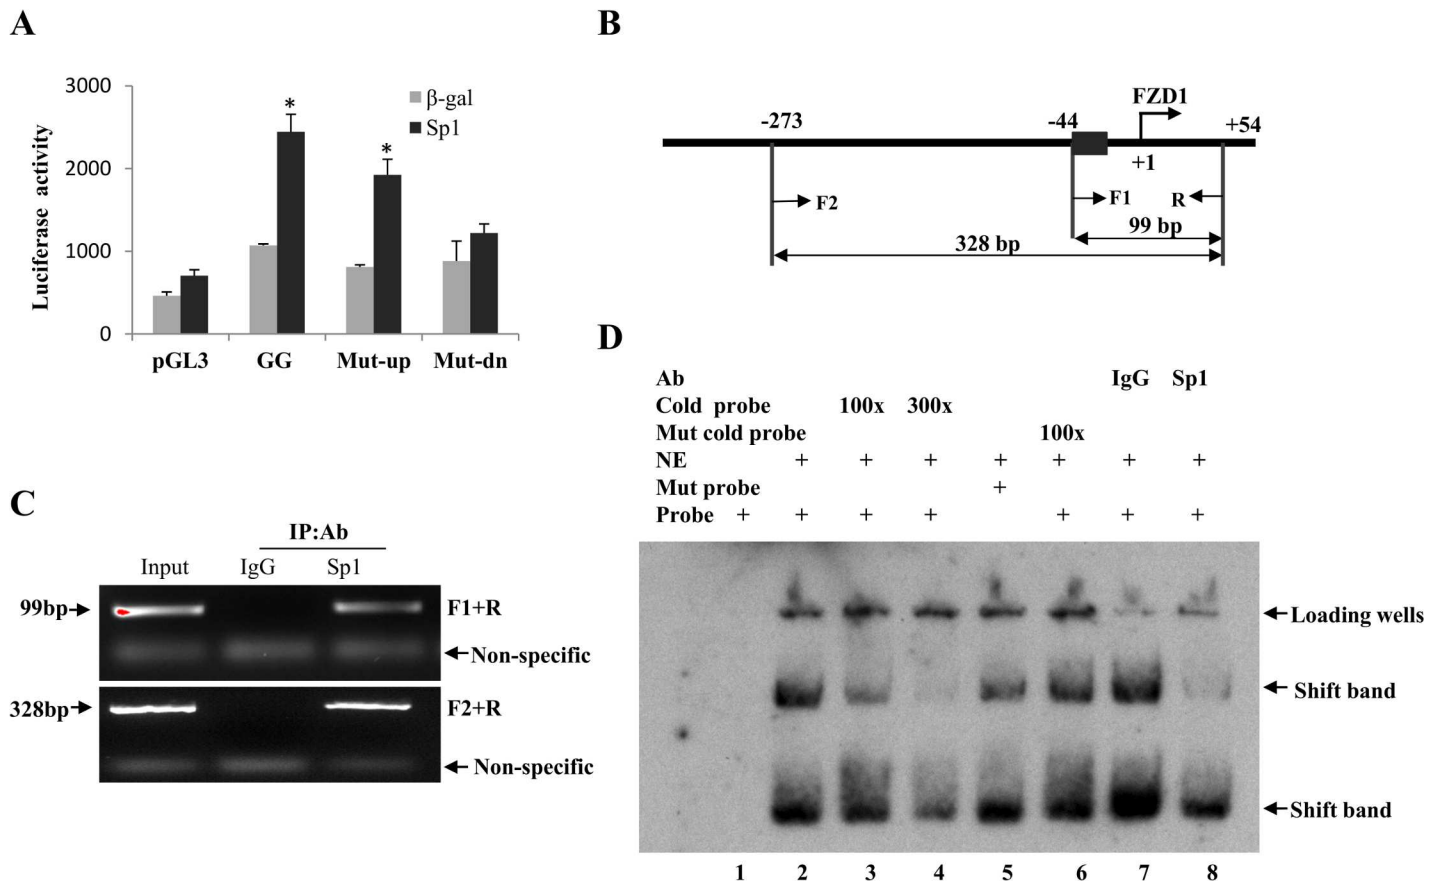 A
3000
2000
1000
0
Luciferase activity
β-gal
Sp1
*
*
pGL3 GG Mut-up Mut-dn
B
-273 -44 FZD1 +54
+1
F2 F1 R
99 bp
328 bp
C
IP:Ab
Input IgG Sp1
99bp F1+R
Non-specific
328bp F2+R
Non-specific
D
Ab IgG Sp1
Cold probe 100x 300x
Mut cold probe 100x
NE + + + + + + +
Mut probe +
Probe + + + + + + +
Loading wells
Shift band
Shift band
1 2 3 4 5 6 7 8